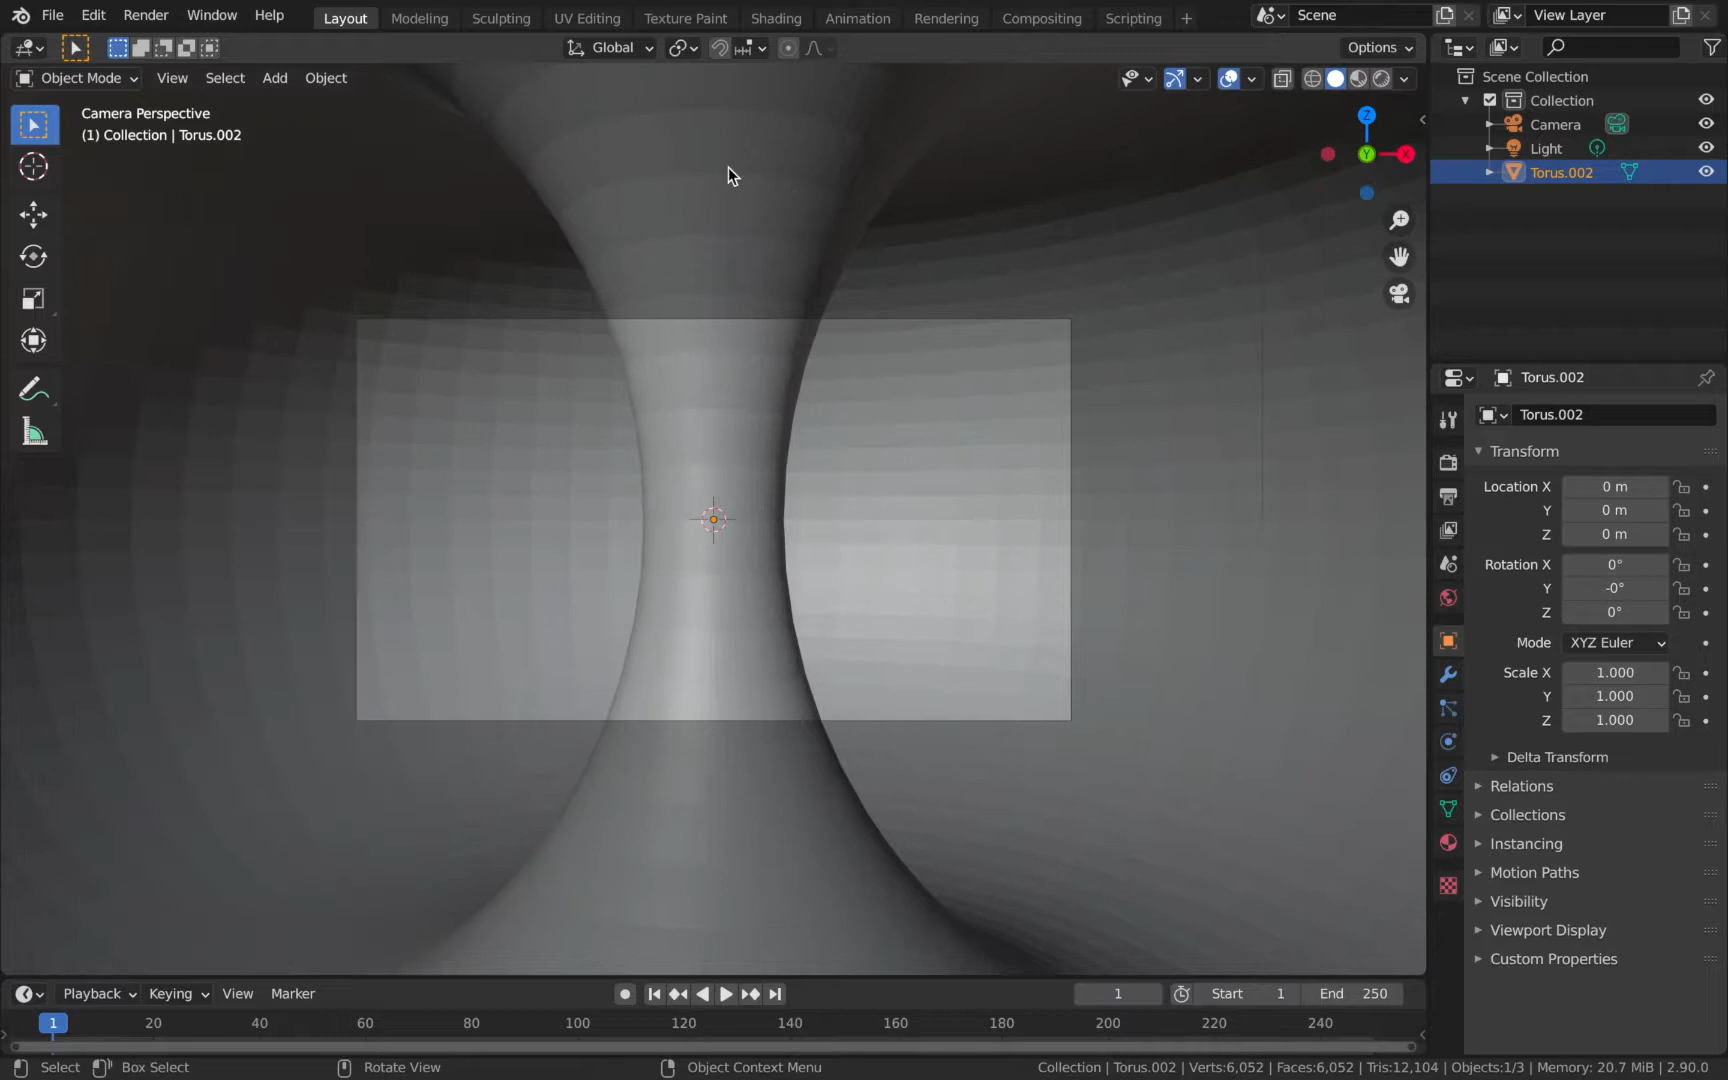 File Edit Render Window Help Layout Modeling Sculpting UV Editing Texture Paint Shading Animation Rendering Compositing Scripting + Scene View Layer
Global Options
Object Mode View Select Add Object
Camera Perspective
(1) Collection | Torus.002
Z
Y
X
Scene Collection
Collection
Camera
Light
Torus.002
Torus.002
Torus.002
Transform
Location X 0 m
Y 0 m
Z 0 m
Rotation X 0°
Y -0°
Z 0°
Mode XYZ Euler
Scale X 1.000
Y 1.000
Z 1.000
Delta Transform
Relations
Collections
Instancing
Motion Paths
Visibility
Viewport Display
Custom Properties
Playback Keying View Marker 1 Start 1 End 250
1 20 40 60 80 100 120 140 160 180 200 220 240
Select Box Select Rotate View Object Context Menu Collection | Torus.002 | Verts:6,052 | Faces:6,052 | Tris:12,104 | Objects:1/3 | Memory: 20.7 MiB | 2.90.0